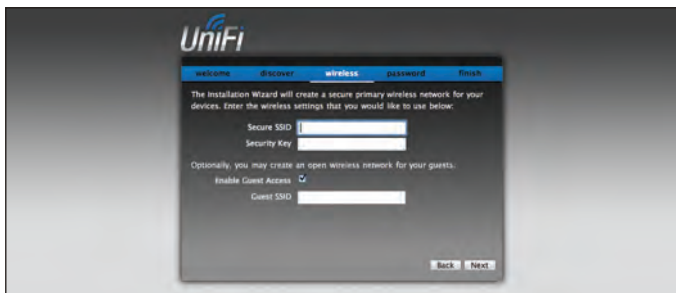 UniFi
welcome discover wireless password finish
The Installation Wizard will create a secure primary wireless network for your
devices. Enter the wireless settings that you would like to use below:
Secure SSID
Security Key
Optionally, you may create an open wireless network for your guests.
Enable Guest Access
Guest SSID
Back Next